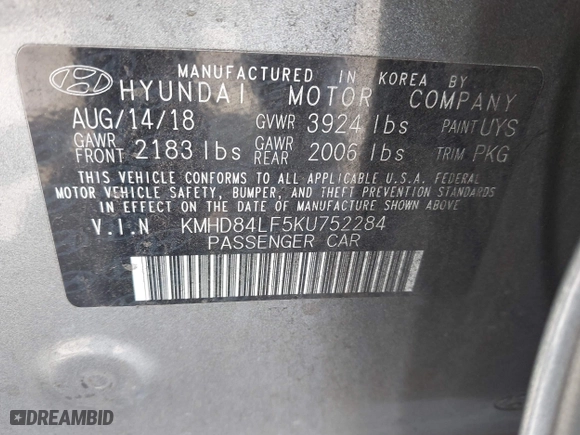 MANUFACTURED IN KOREA BY
HYUNDAI MOTOR COMPANY
AUG/14/18 GVWR 3924 lbs PAINT UYS
GAWR FRONT 2183 lbs GAWR REAR 2006 lbs TRIM PKG
THIS VEHICLE CONFORMS TO ALL APPLICABLE U.S.A. FEDERAL
MOTOR VEHICLE SAFETY, BUMPER, AND THEFT PREVENTION STANDARDS
IN EFFECT ON THE DATE OF MANUFACTURE SHOWN ABOVE.
V.I.N KMHD84LF5KU752284
PASSENGER CAR
DREAMBID